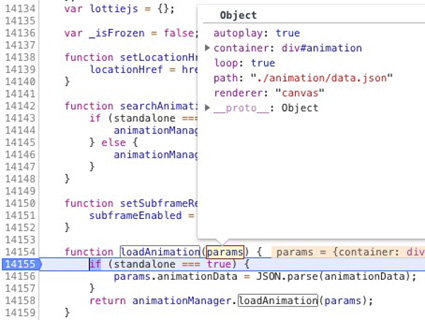 14134 var lottiejs = {};
14135
14136 var _isFrozen = false;
14137
14138 function setLocationH
14139 locationHref = hre
14140 }
14141
14142 function searchAnimati
14143 if (standalone ===
14144 animationManag
14145 } else {
14146 animationManag
14147 }
14148 }
14149
14150 function setSubframeRe
14151 subframeEnabled =
14152 }
14153
14154 function loadAnimation(params) { params = {container: div
14155 if (standalone === true) {
14156 params.animationData = JSON.parse(animationData);
14157 }
14158 return animationManager.loadAnimation(params);
14159 }
Object
autoplay: true
container: div#animation
loop: true
path: "./animation/data.json"
renderer: "canvas"
__proto__: Object